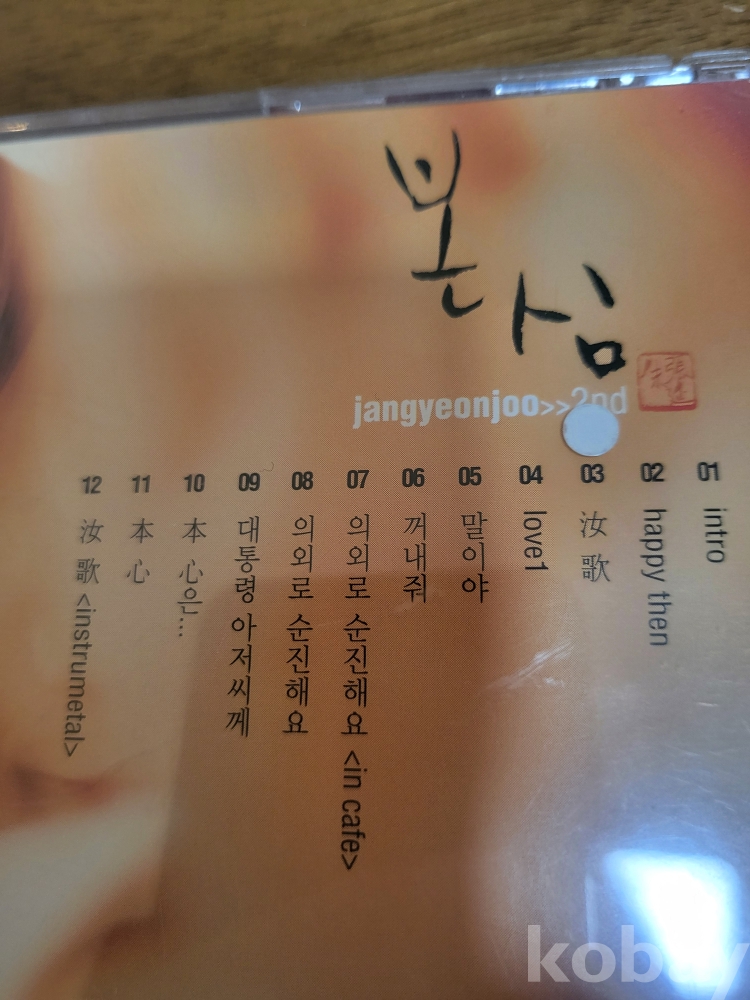 본심
jangyeonjoo>>2nd
01 intro
02 happy then
03 汝歌
04 love1
05 말이야
06 꺼내줘
07 의외로 순진해요 <in cafe>
08 의외로 순진해요
09 대통령 아저씨께
10 本心은...
11 本心
12 汝歌 <instrumetal>
kobay